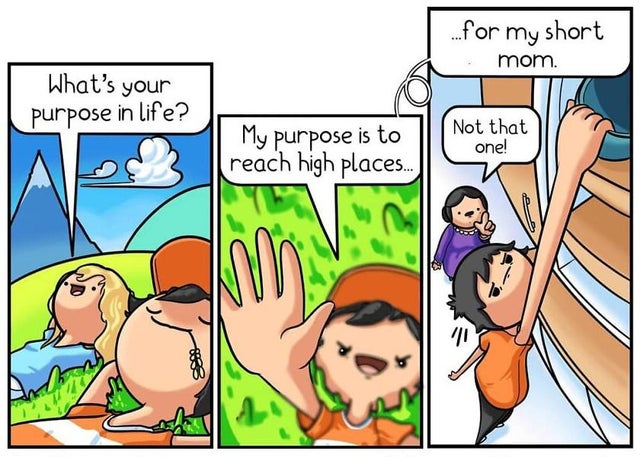 What's your
purpose in life?
My purpose is to
reach high places...
...for my short
mom.
Not that
one!